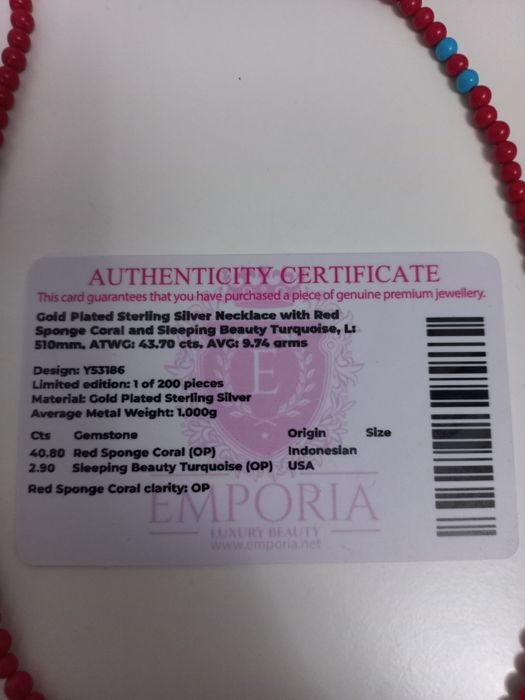 AUTHENTICITY CERTIFICATE
This card guarantees that you have purchased a piece of genuine premium jewellery.
Gold Plated Sterling Silver Necklace with Red
Sponge Coral and Sleeping Beauty Turquoise, L:
510mm. ATWG: 43.70 cts. AVG: 9.74 grms
Design: Y53186
Limited edition: 1 of 200 pieces
Material: Gold Plated Sterling Silver
Average Metal Weight: 1.000g
Cts Gemstone Origin Size
40.80 Red Sponge Coral (OP) Indonesian
2.90 Sleeping Beauty Turquoise (OP) USA
Red Sponge Coral clarity: OP
E
EMPORIA
LUXURY BEAUTY
www.emporia.net